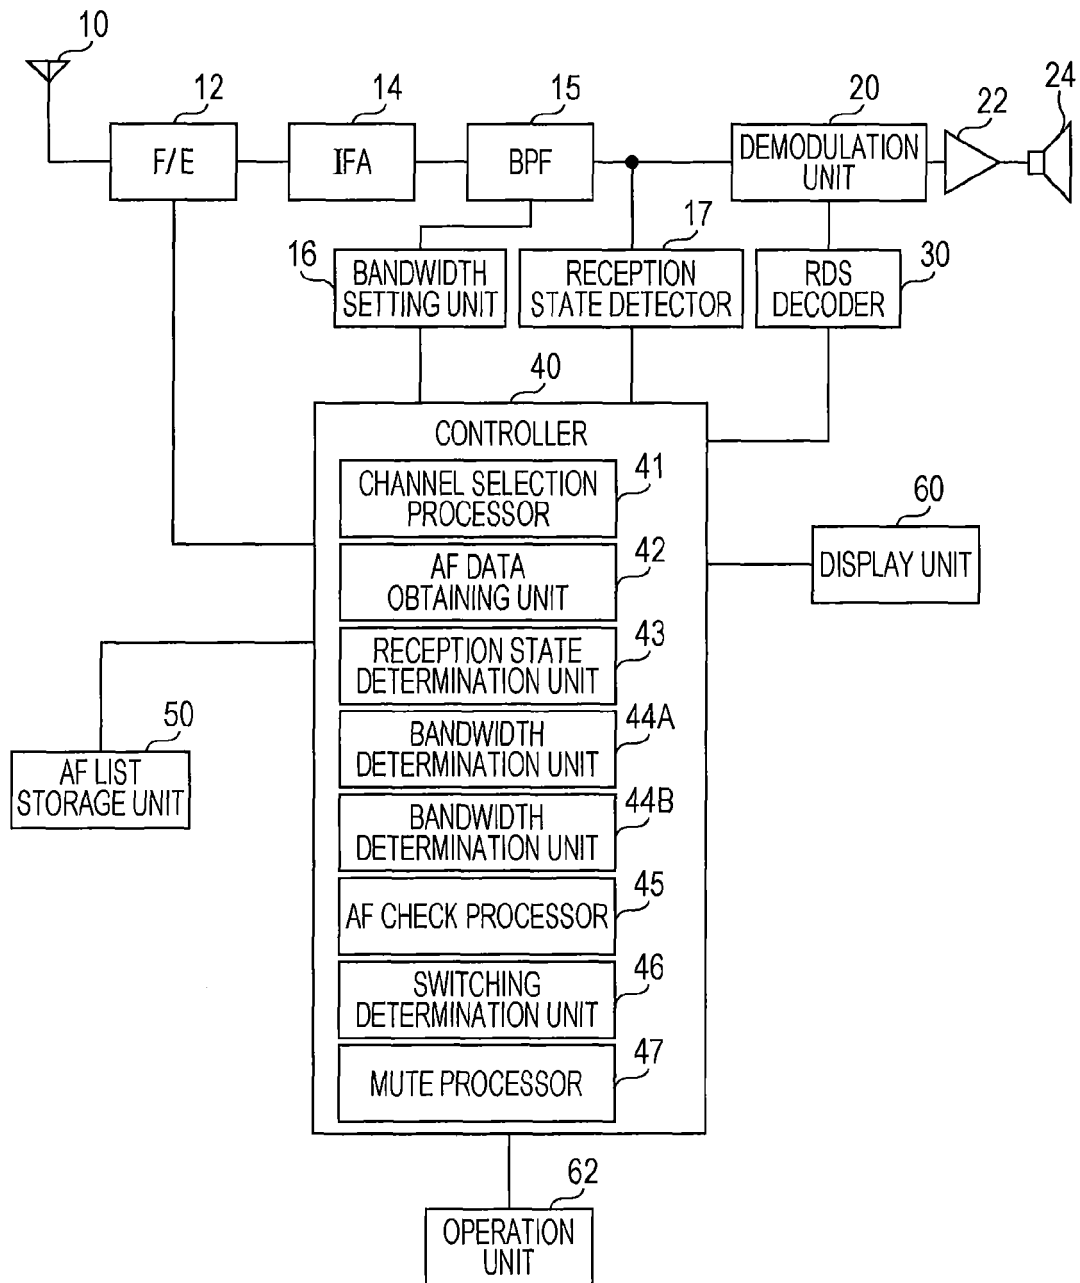 10
12
14
15
20
22
24
F/E
IFA
BPF
DEMODULATION
UNIT
16
17
30
BANDWIDTH
SETTING UNIT
RECEPTION
STATE DETECTOR
RDS
DECODER
40
CONTROLLER
41
CHANNEL SELECTION
PROCESSOR
42
AF DATA
OBTAINING UNIT
60
DISPLAY UNIT
43
RECEPTION STATE
DETERMINATION UNIT
44A
BANDWIDTH
DETERMINATION UNIT
50
AF LIST
STORAGE UNIT
44B
BANDWIDTH
DETERMINATION UNIT
45
AF CHECK PROCESSOR
46
SWITCHING
DETERMINATION UNIT
47
MUTE PROCESSOR
62
OPERATION
UNIT